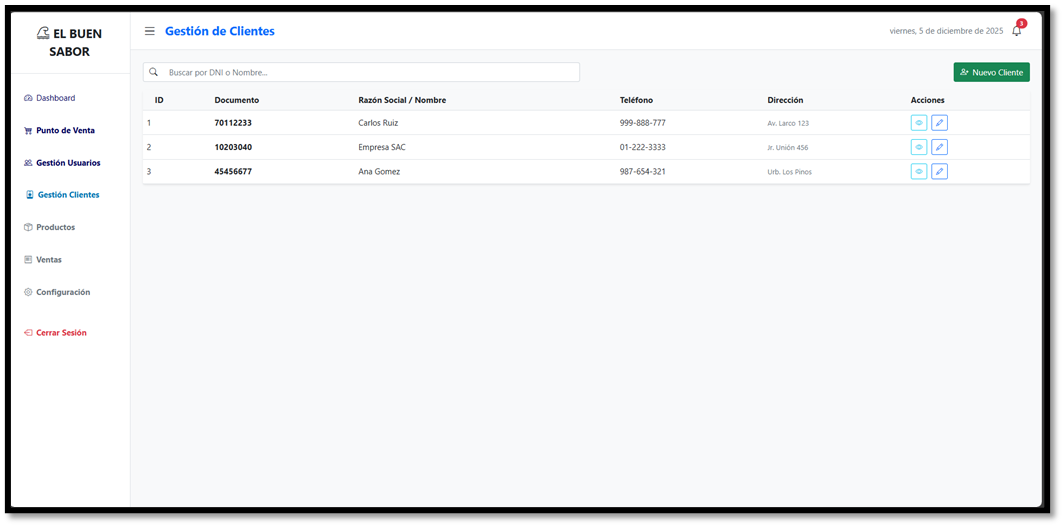 EL BUEN
SABOR
Dashboard
Punto de Venta
Gestión Usuarios
Gestión Clientes
Productos
Ventas
Configuración
Cerrar Sesión
Gestión de Clientes
viernes, 5 de diciembre de 2025
3
Buscar por DNI o Nombre...
Nuevo Cliente
ID Documento Razón Social / Nombre Teléfono Dirección Acciones
1 70112233 Carlos Ruiz 999-888-777 Av. Larco 123
2 10203040 Empresa SAC 01-222-3333 Jr. Unión 456
3 45456677 Ana Gomez 987-654-321 Urb. Los Pinos